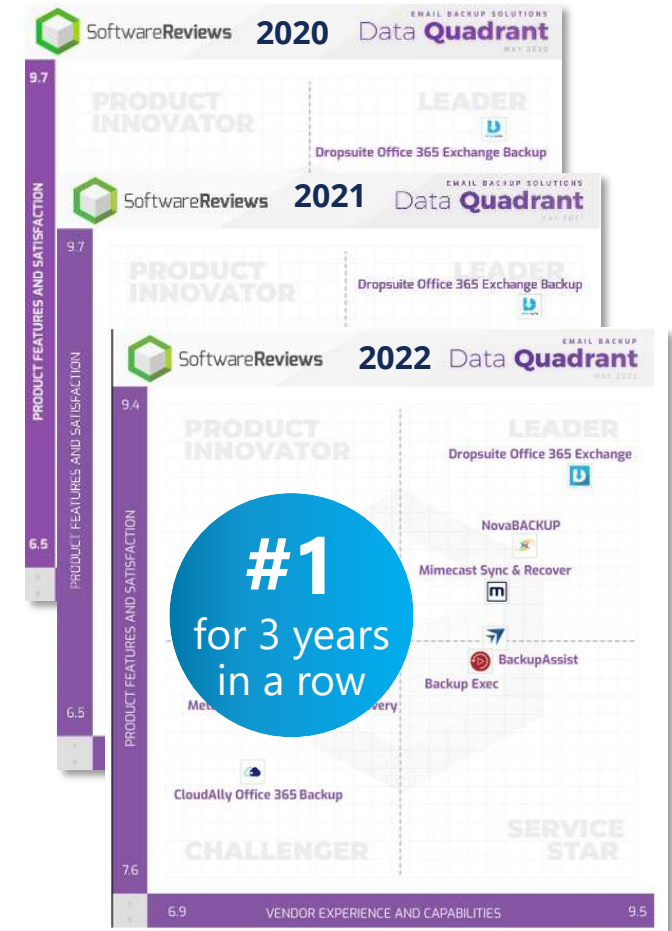 SoftwareReviews 2020 Data Quadrant
EMAIL BACKUP SOLUTIONS
MAY 2020
9.7
PRODUCT INNOVATOR
LEADER
Dropsuite Office 365 Exchange Backup
PRODUCT FEATURES AND SATISFACTION
6.5
SoftwareReviews 2021 Data Quadrant
EMAIL BACKUP SOLUTIONS
MAY 2021
9.7
PRODUCT INNOVATOR
LEADER
Dropsuite Office 365 Exchange Backup
PRODUCT FEATURES AND SATISFACTION
6.5
SoftwareReviews 2022 Data Quadrant
EMAIL BACKUP
MAY 2022
9.4
PRODUCT
INNOVATOR
LEADER
Dropsuite Office 365 Exchange
NovaBACKUP
Mimecast Sync & Recover
m
BackupAssist
Backup Exec
PRODUCT FEATURES AND SATISFACTION
#1
for 3 years
in a row
CloudAlly Office 365 Backup
CHALLENGER
SERVICE
STAR
7.6
6.9 VENDOR EXPERIENCE AND CAPABILITIES 9.5